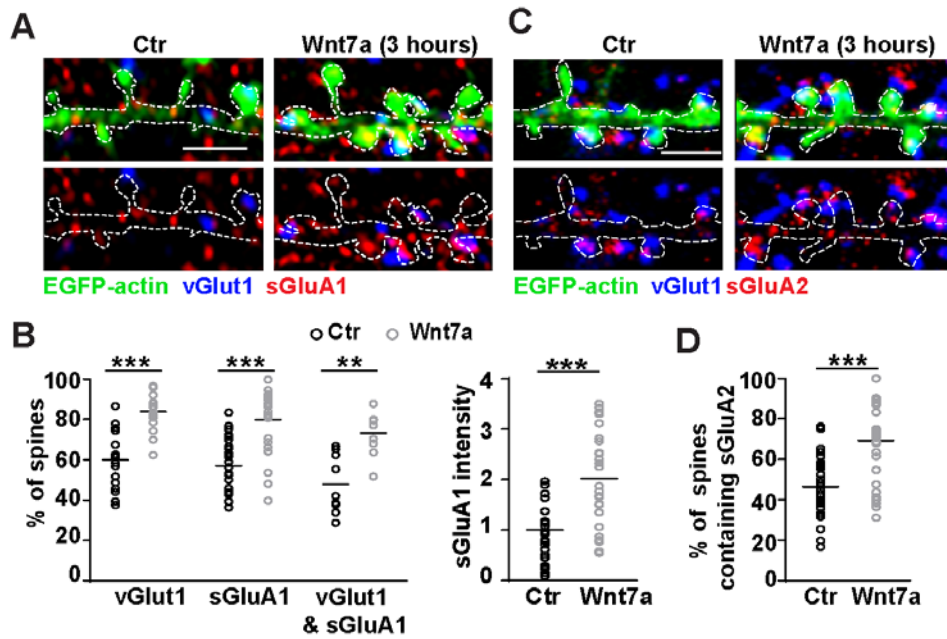 A
Ctr
Wnt7a (3 hours)
EGFP-actin vGlut1 sGluA1
C
Ctr
Wnt7a (3 hours)
EGFP-actin vGlut1 sGluA2
B
Ctr Wnt7a
% of spines
100
80
60
40
20
0
***
***
**
vGlut1
sGluA1
vGlut1
& sGluA1
sGluA1 intensity
4
3
2
1
0
***
Ctr
Wnt7a
D
% of spines
containing sGluA2
100
80
60
40
20
0
***
Ctr
Wnt7a